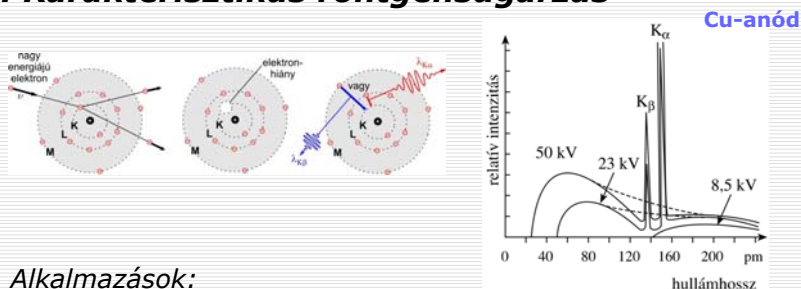 Karakterisztikus röntgensugárzás
Cu-anód
nagy
energiájú
elektron
K
L
M
elektron-
hiány
K
L
M
vagy
λKα
K
L
M
λKβ
relatív intenzitás
Kα
Kβ
50 kV
23 kV
8,5 kV
0 40 80 120 160 200 pm
hullámhossz
Alkalmazások: